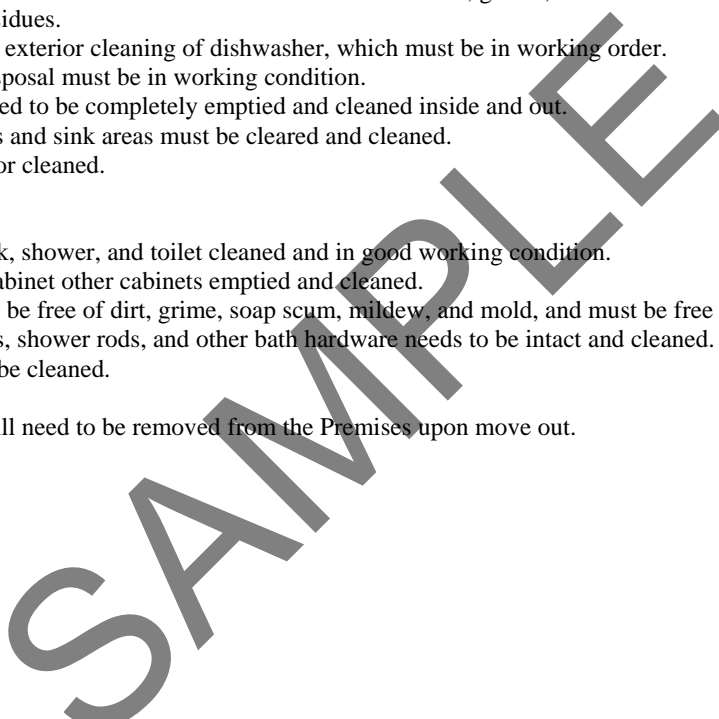 idues.
exterior cleaning of dishwasher, which must be in working order.
sposal must be in working condition.
ed to be completely emptied and cleaned inside and out.
s and sink areas must be cleared and cleaned.
or cleaned.
k, shower, and toilet cleaned and in good working condition.
abinet other cabinets emptied and cleaned.
be free of dirt, grime, soap scum, mildew, and mold, and must be free
s, shower rods, and other bath hardware needs to be intact and cleaned.
be cleaned.
ll need to be removed from the Premises upon move out.
SAMPLE